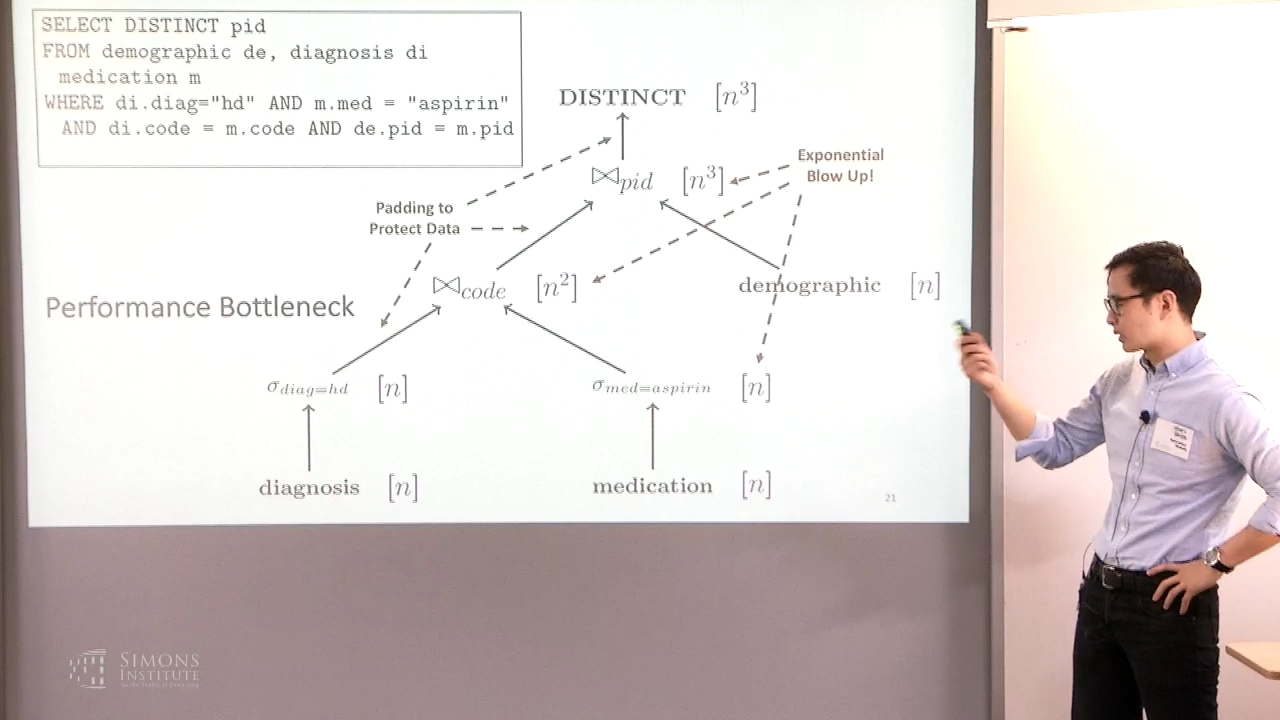 SELECT DISTINCT pid
FROM demographic de, diagnosis di
medication m
WHERE di.diag="hd" AND m.med = "aspirin"
AND di.code = m.code AND de.pid = m.pid
DISTINCT [n³]
⋈pid [n³]
Exponential
Blow Up!
Padding to
Protect Data
⋈code [n²]
demographic [n]
Performance Bottleneck
σdiag=hd [n]
σmed=aspirin [n]
diagnosis [n]
medication [n]
21
SIMONS
INSTITUTE